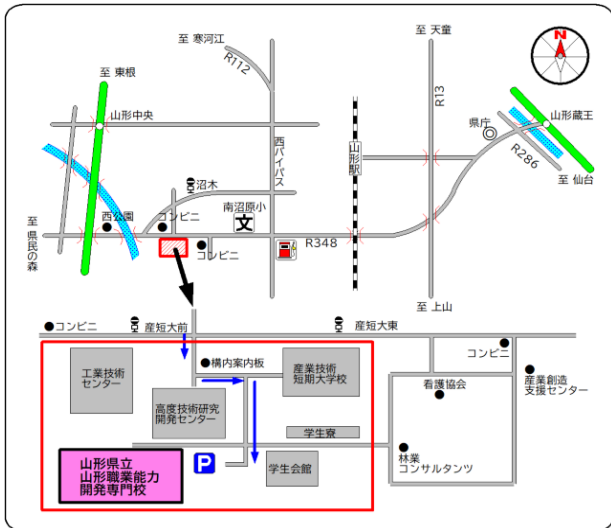 至 天童
至 寒河江
N
R112
至 東根
R13
山形中央
山形蔵王
県庁
西バイパス
山形駅
R286
至 仙台
沼木
南沼原小
文
至 県民の森
西公園
コンビニ
コンビニ
R348
至 上山
コンビニ
産短大前
産短大東
構内案内板
コンビニ
工業技術
センター
産業技術
短期大学校
看護協会
産業創造
支援センター
高度技術研究
開発センター
学生寮
林業
コンサルタンツ
山形県立
山形職業能力
開発専門校
P
学生会館